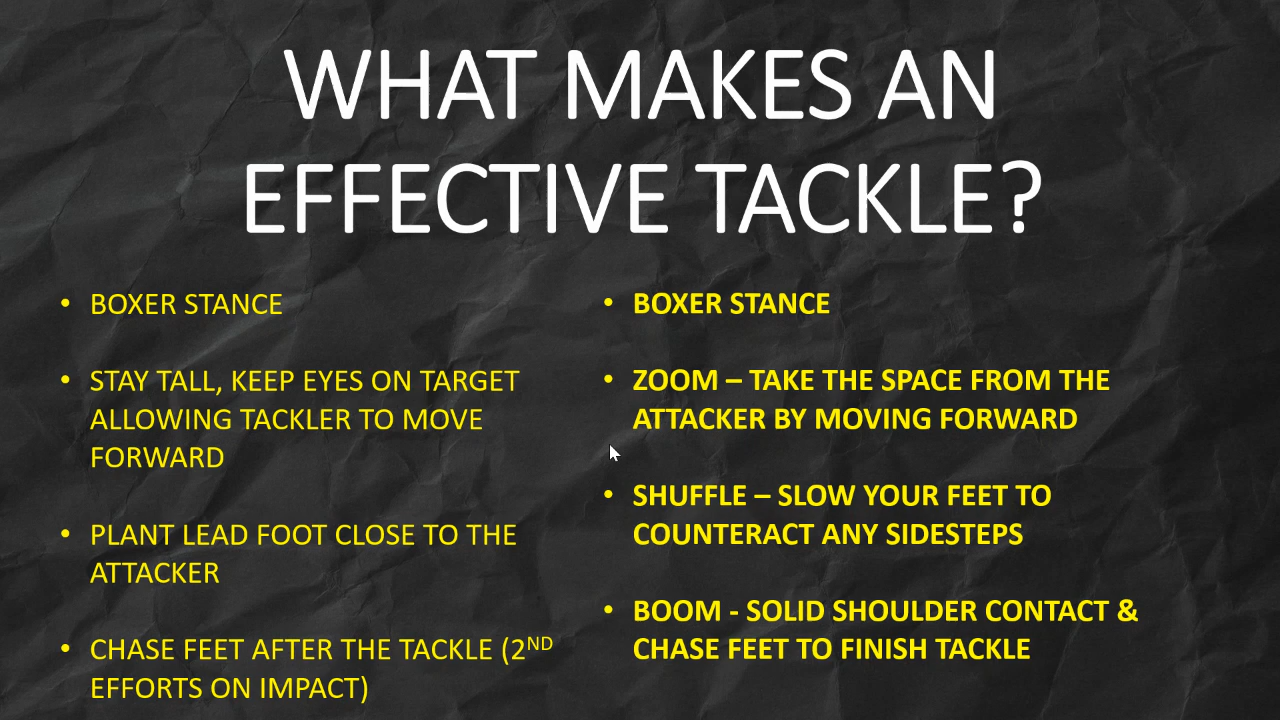 WHAT MAKES AN
EFFECTIVE TACKLE?
• BOXER STANCE
• STAY TALL, KEEP EYES ON TARGET
ALLOWING TACKLER TO MOVE
FORWARD
• PLANT LEAD FOOT CLOSE TO THE
ATTACKER
• CHASE FEET AFTER THE TACKLE (2ND
EFFORTS ON IMPACT)
• BOXER STANCE
• ZOOM – TAKE THE SPACE FROM THE
ATTACKER BY MOVING FORWARD
• SHUFFLE – SLOW YOUR FEET TO
COUNTERACT ANY SIDESTEPS
• BOOM - SOLID SHOULDER CONTACT &
CHASE FEET TO FINISH TACKLE